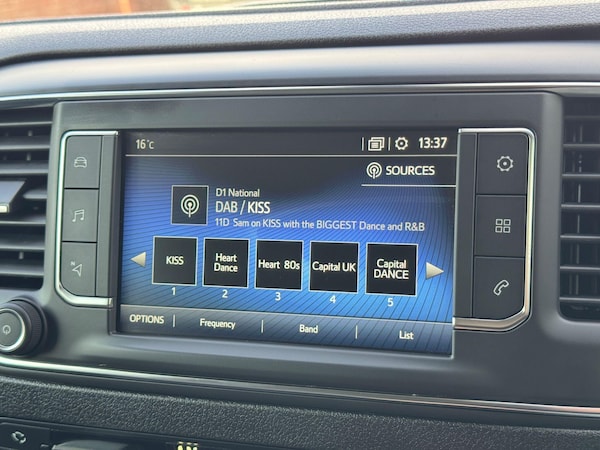 16°C
13:37
SOURCES
D1 National
DAB / KISS
11D Sam on KISS with the BIGGEST Dance and R&B
KISS
Heart Dance
Heart 80s
Capital UK
Capital DANCE
1 2 3 4 5
OPTIONS Frequency Band List
N